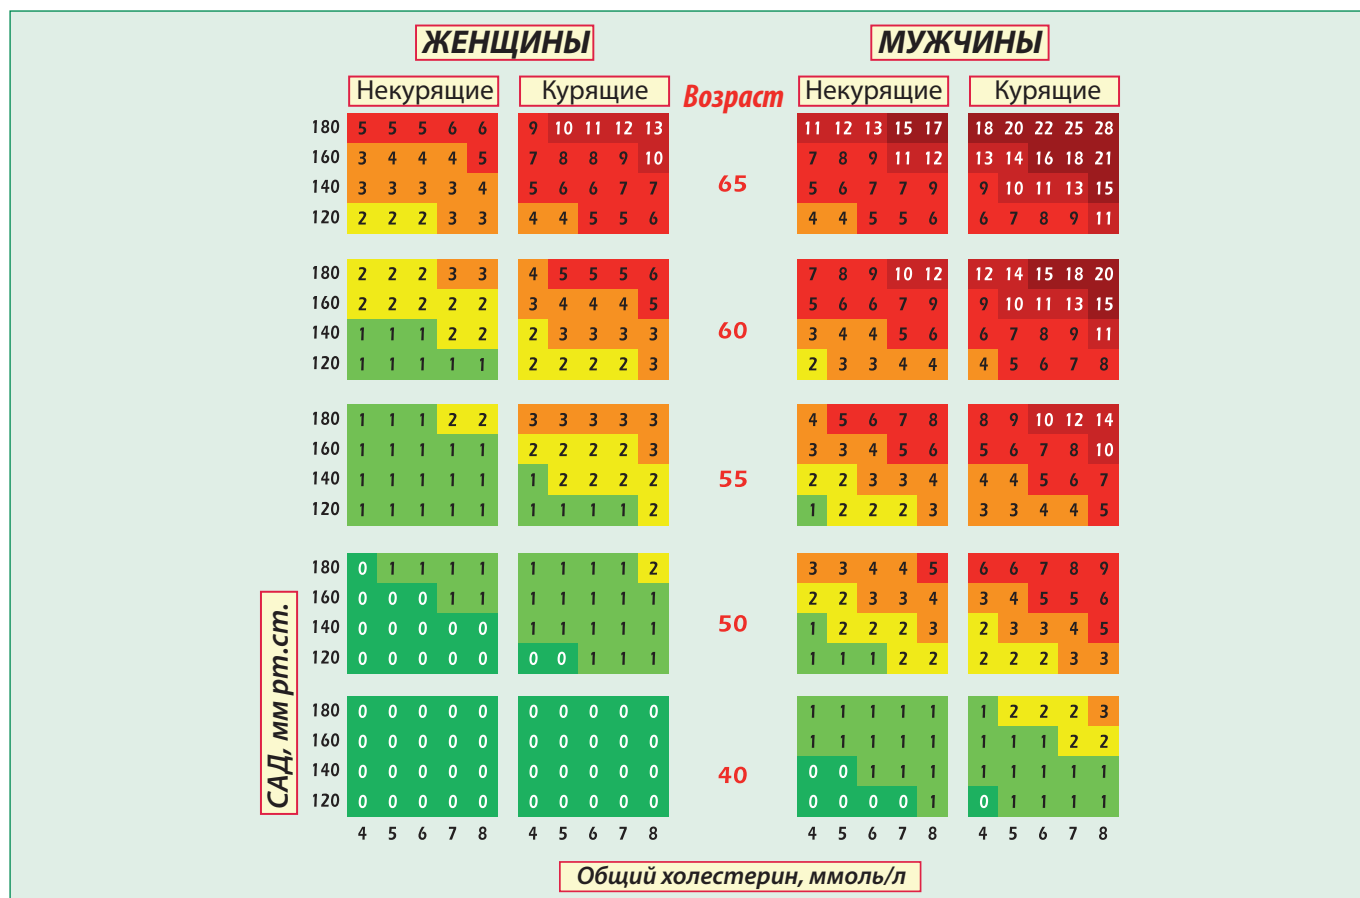 ЖЕНЩИНЫ МУЖЧИНЫ
Некурящие Курящие Возраст Некурящие Курящие
180 5 5 5 6 6 9 10 11 12 13 11 12 13 15 17 18 20 22 25 28
160 3 4 4 4 5 7 8 8 9 10 7 8 9 11 12 13 14 16 18 21
65
140 3 3 3 3 4 5 6 6 7 7 5 6 7 7 9 9 10 11 13 15
120 2 2 2 3 3 4 4 5 5 6 4 4 5 5 6 6 7 8 9 11
180 2 2 2 3 3 4 5 5 5 6 7 8 9 10 12 12 14 15 18 20
160 2 2 2 2 2 3 4 4 4 5 5 6 6 7 9 9 10 11 13 15
60
140 1 1 1 2 2 2 3 3 3 3 3 4 4 5 6 6 7 8 9 11
120 1 1 1 1 1 2 2 2 2 3 2 3 3 4 4 4 5 6 7 8
180 1 1 1 2 2 3 3 3 3 3 4 5 6 7 8 8 9 10 12 14
160 1 1 1 1 1 2 2 2 2 3 3 3 4 5 6 5 6 7 8 10
55
140 1 1 1 1 1 1 2 2 2 2 2 2 3 3 4 4 4 5 6 7
120 1 1 1 1 1 1 1 1 1 2 1 2 2 2 3 3 3 4 4 5
180 0 1 1 1 1 1 1 1 1 2 3 3 4 4 5 6 6 7 8 9
160 0 0 0 1 1 1 1 1 1 1 2 2 3 3 4 3 4 5 5 6
50
140 0 0 0 0 0 1 1 1 1 1 1 2 2 2 3 2 3 3 4 5
120 0 0 0 0 0 0 0 1 1 1 1 1 1 2 2 2 2 2 3 3
180 0 0 0 0 0 0 0 0 0 0 1 1 1 1 1 1 2 2 2 3
160 0 0 0 0 0 0 0 0 0 0 1 1 1 1 1 1 1 1 2 2
40
140 0 0 0 0 0 0 0 0 0 0 0 0 1 1 1 1 1 1 1 1
120 0 0 0 0 0 0 0 0 0 0 0 0 0 0 1 0 1 1 1 1
4 5 6 7 8 4 5 6 7 8 4 5 6 7 8 4 5 6 7 8
САД, мм рт.ст.
Общий холестерин, ммоль/л